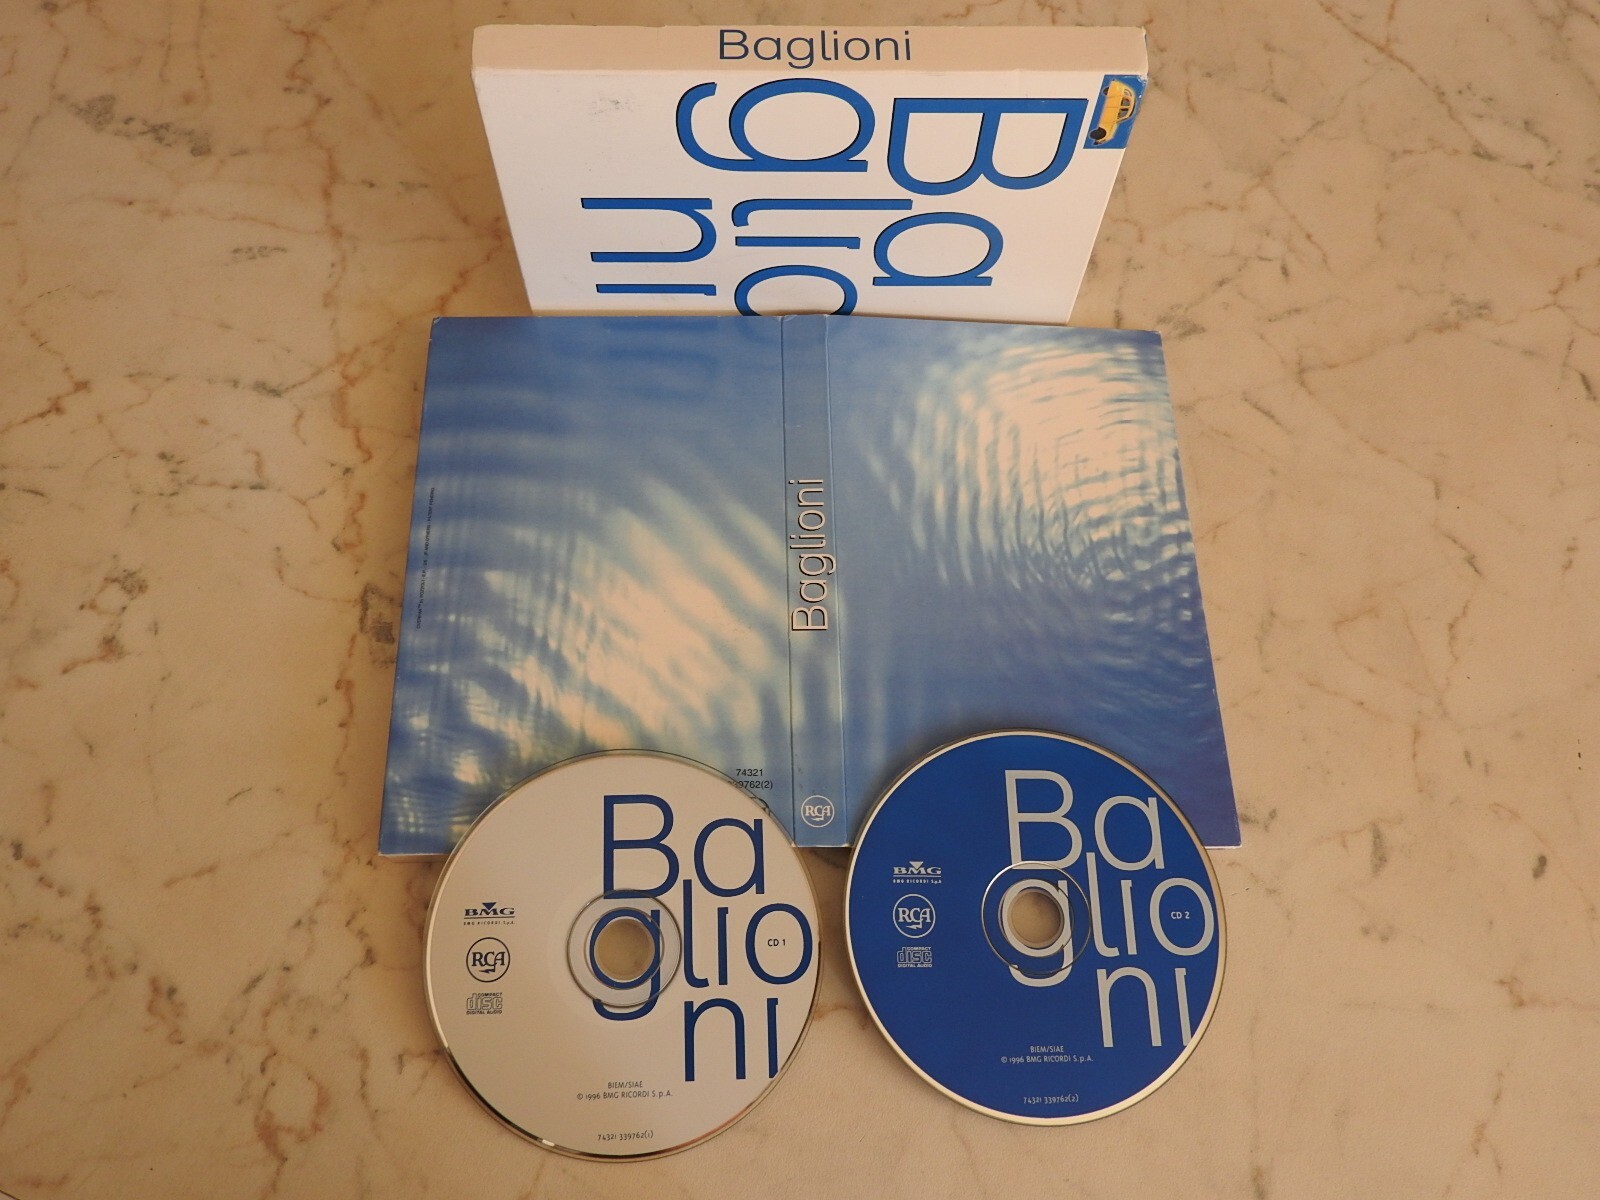 Baglioni
Ba
glio
ni
Baglioni
74321
RCA
Ba
glio
ni
CD 1
BMG
BMG RICORDI S.p.A.
RCA
COMPACT
disc
DIGITAL AUDIO
BIEM/SIAE
© 1996 BMG RICORDI S.p.A.
74321 339762(1)
Ba
glio
ni
CD 2
BMG
BMG RICORDI S.p.A.
RCA
COMPACT
disc
DIGITAL AUDIO
BIEM/SIAE
© 1996 BMG RICORDI S.p.A.
74321 339762(2)